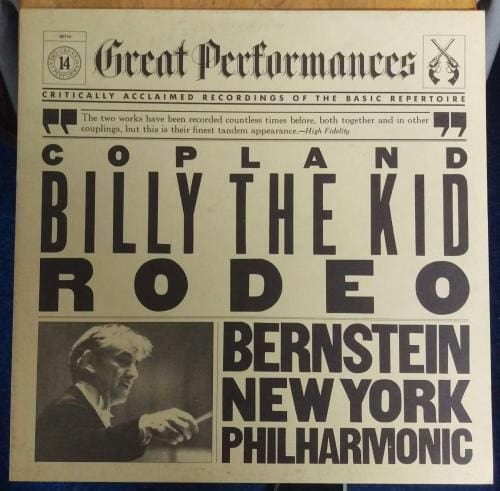 14
Great Performances
CRITICALLY ACCLAIMED RECORDINGS OF THE BASIC REPERTOIRE
" The two works have been recorded countless times before, both together and in other
couplings, but this is their finest tandem appearance.—High Fidelity "
COPLAND
BILLY THE KID
RODEO
BERNSTEIN
NEW YORK
PHILHARMONIC